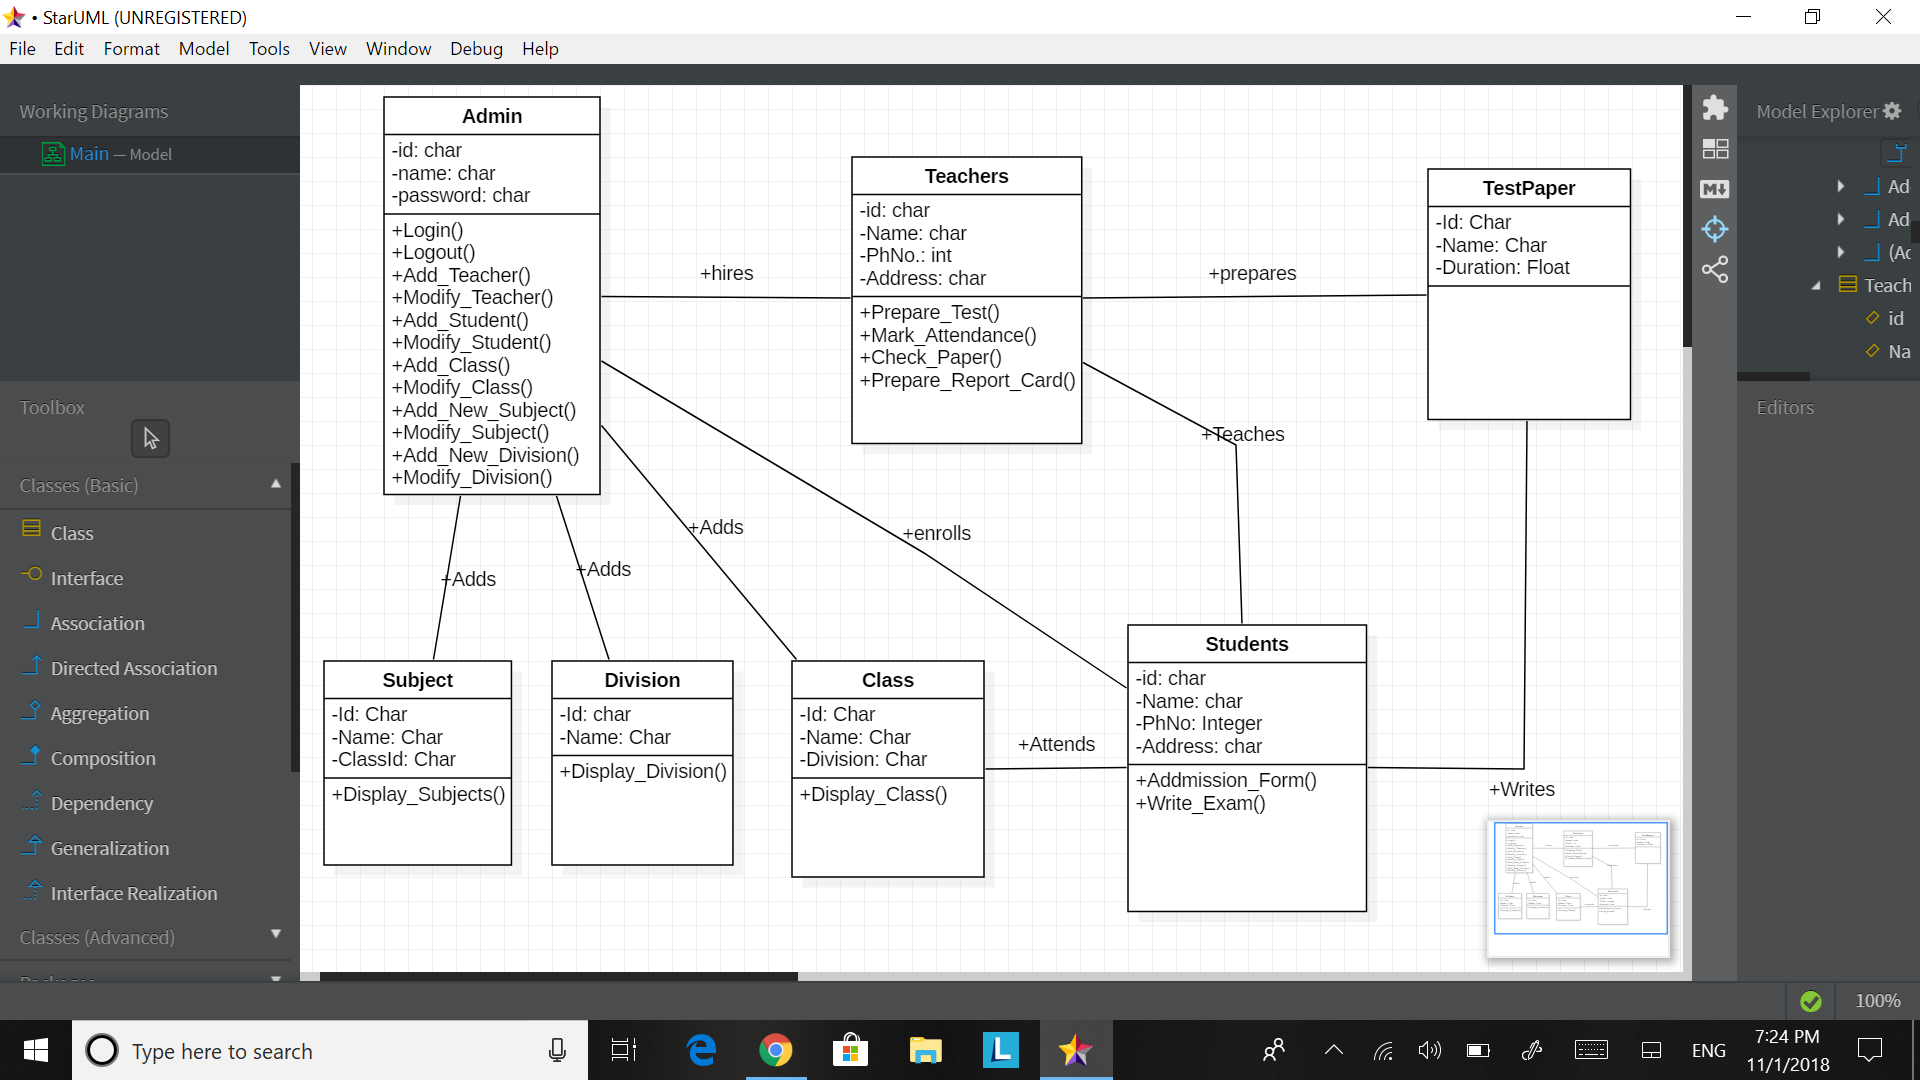 • StarUML (UNREGISTERED)
File Edit Format Model Tools View Window Debug Help
Working Diagrams
Main — Model
Toolbox
Classes (Basic)
Class
Interface
Association
Directed Association
Aggregation
Composition
Dependency
Generalization
Interface Realization
Classes (Advanced)
Admin
-id: char
-name: char
-password: char
+Login()
+Logout()
+Add_Teacher()
+Modify_Teacher()
+Add_Student()
+Modify_Student()
+Add_Class()
+Modify_Class()
+Add_New_Subject()
+Modify_Subject()
+Add_New_Division()
+Modify_Division()
+hires
Teachers
-id: char
-Name: char
-PhNo.: int
-Address: char
+Prepare_Test()
+Mark_Attendance()
+Check_Paper()
+Prepare_Report_Card()
+prepares
TestPaper
-Id: Char
-Name: Char
-Duration: Float
+Teaches
+enrolls
+Adds
+Adds
+Adds
Subject
-Id: Char
-Name: Char
-ClassId: Char
+Display_Subjects()
Division
-Id: char
-Name: Char
+Display_Division()
Class
-Id: Char
-Name: Char
-Division: Char
+Display_Class()
+Attends
Students
-id: char
-Name: char
-PhNo: Integer
-Address: char
+Addmission_Form()
+Write_Exam()
+Writes
Model Explorer
Ad
Ad
(Ac
Teach
id
Na
Editors
100%
Type here to search
ENG
7:24 PM
11/1/2018